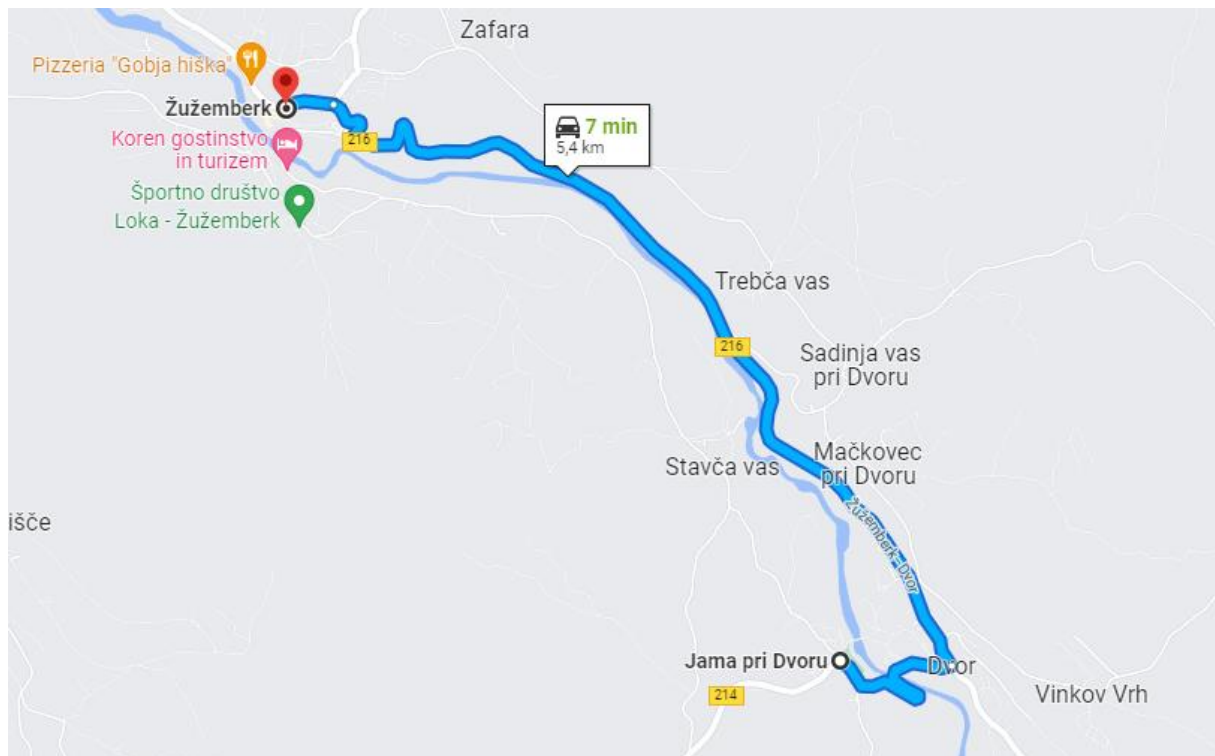 Zafara
Pizzeria "Gobja hiška"
Žužemberk
7 min
5,4 km
216
Koren gostinstvo
in turizem
Športno društvo
Loka - Žužemberk
Trebča vas
216
Sadinja vas
pri Dvoru
Mačkovec
pri Dvoru
Stavča vas
išče
Žužemberk-Dvor
Jama pri Dvoru
Dvor
214
Vinkov Vrh